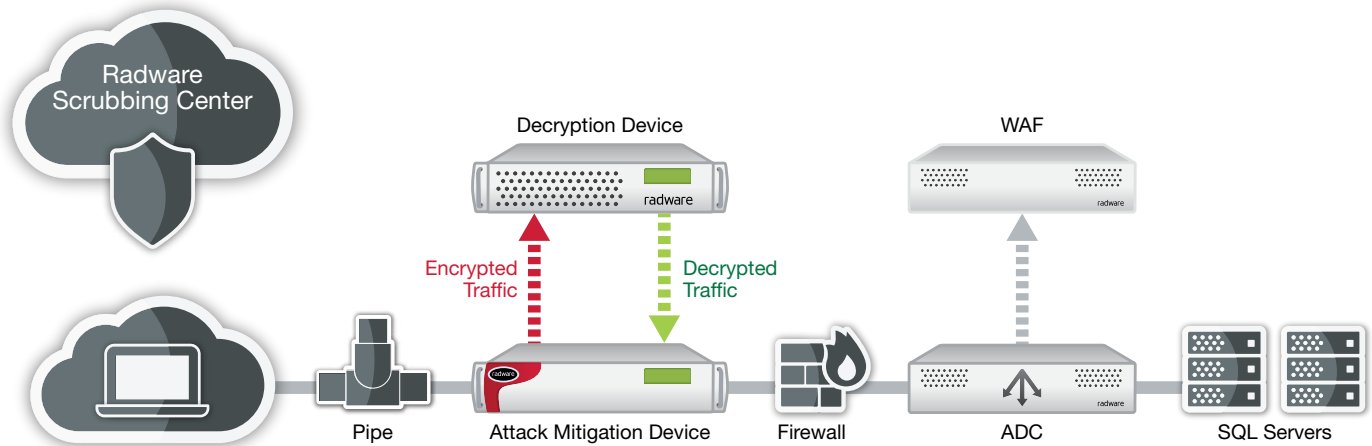 Radware
Scrubbing Center
Decryption Device
WAF
radware
radware
Encrypted
Traffic
Decrypted
Traffic
radware
radware
Pipe
Attack Mitigation Device
Firewall
ADC
SQL Servers